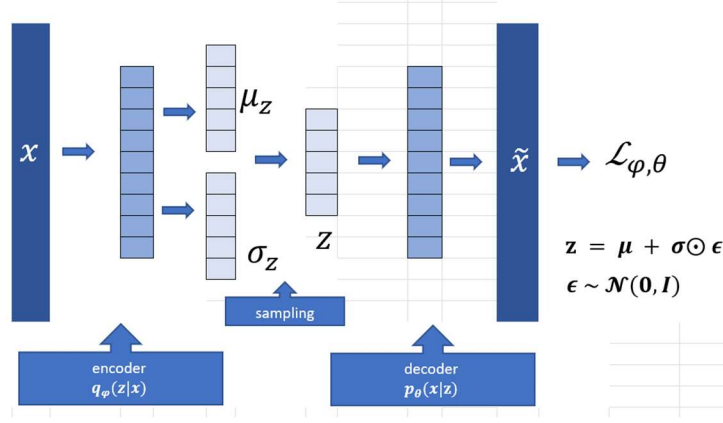 x
μ_z
σ_z
z
x̃
ℒ_φ,θ
z = μ + σ⊙ ϵ
ϵ ~ 𝒩(0, I)
sampling
encoder
q_φ(z|x)
decoder
p_θ(x|z)